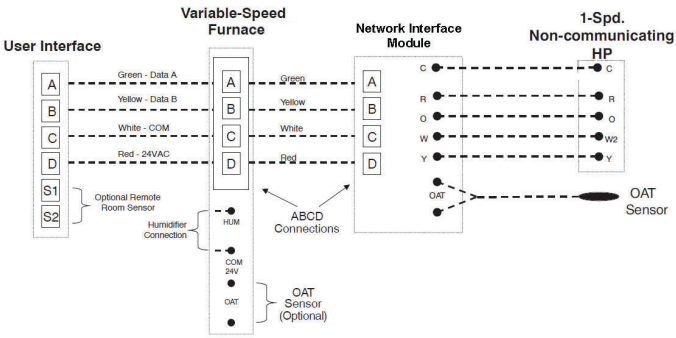 User Interface
Variable-Speed
Furnace
Network Interface
Module
1-Spd.
Non-communicating
HP
A
Green - Data A
A
Green
A
B
Yellow - Data B
B
Yellow
B
C
White - COM
C
White
C
D
Red - 24VAC
D
Red
D
S1
S2
Optional Remote
Room Sensor
Humidifier
Connection
HUM
COM
24V
OAT
OAT
Sensor
(Optional)
ABCD
Connections
C
C
R
R
O
O
W
W2
Y
Y
OAT
OAT
Sensor